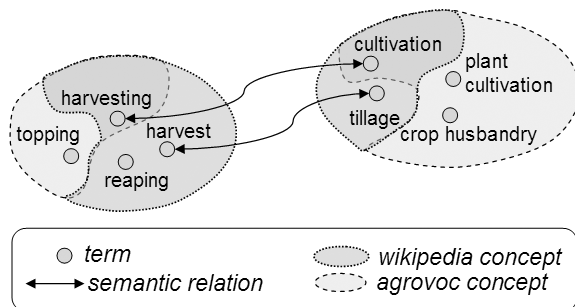 cultivation
plant
cultivation
harvesting
tillage
harvest
crop husbandry
topping
reaping
term
wikipedia concept
semantic relation
agrovoc concept